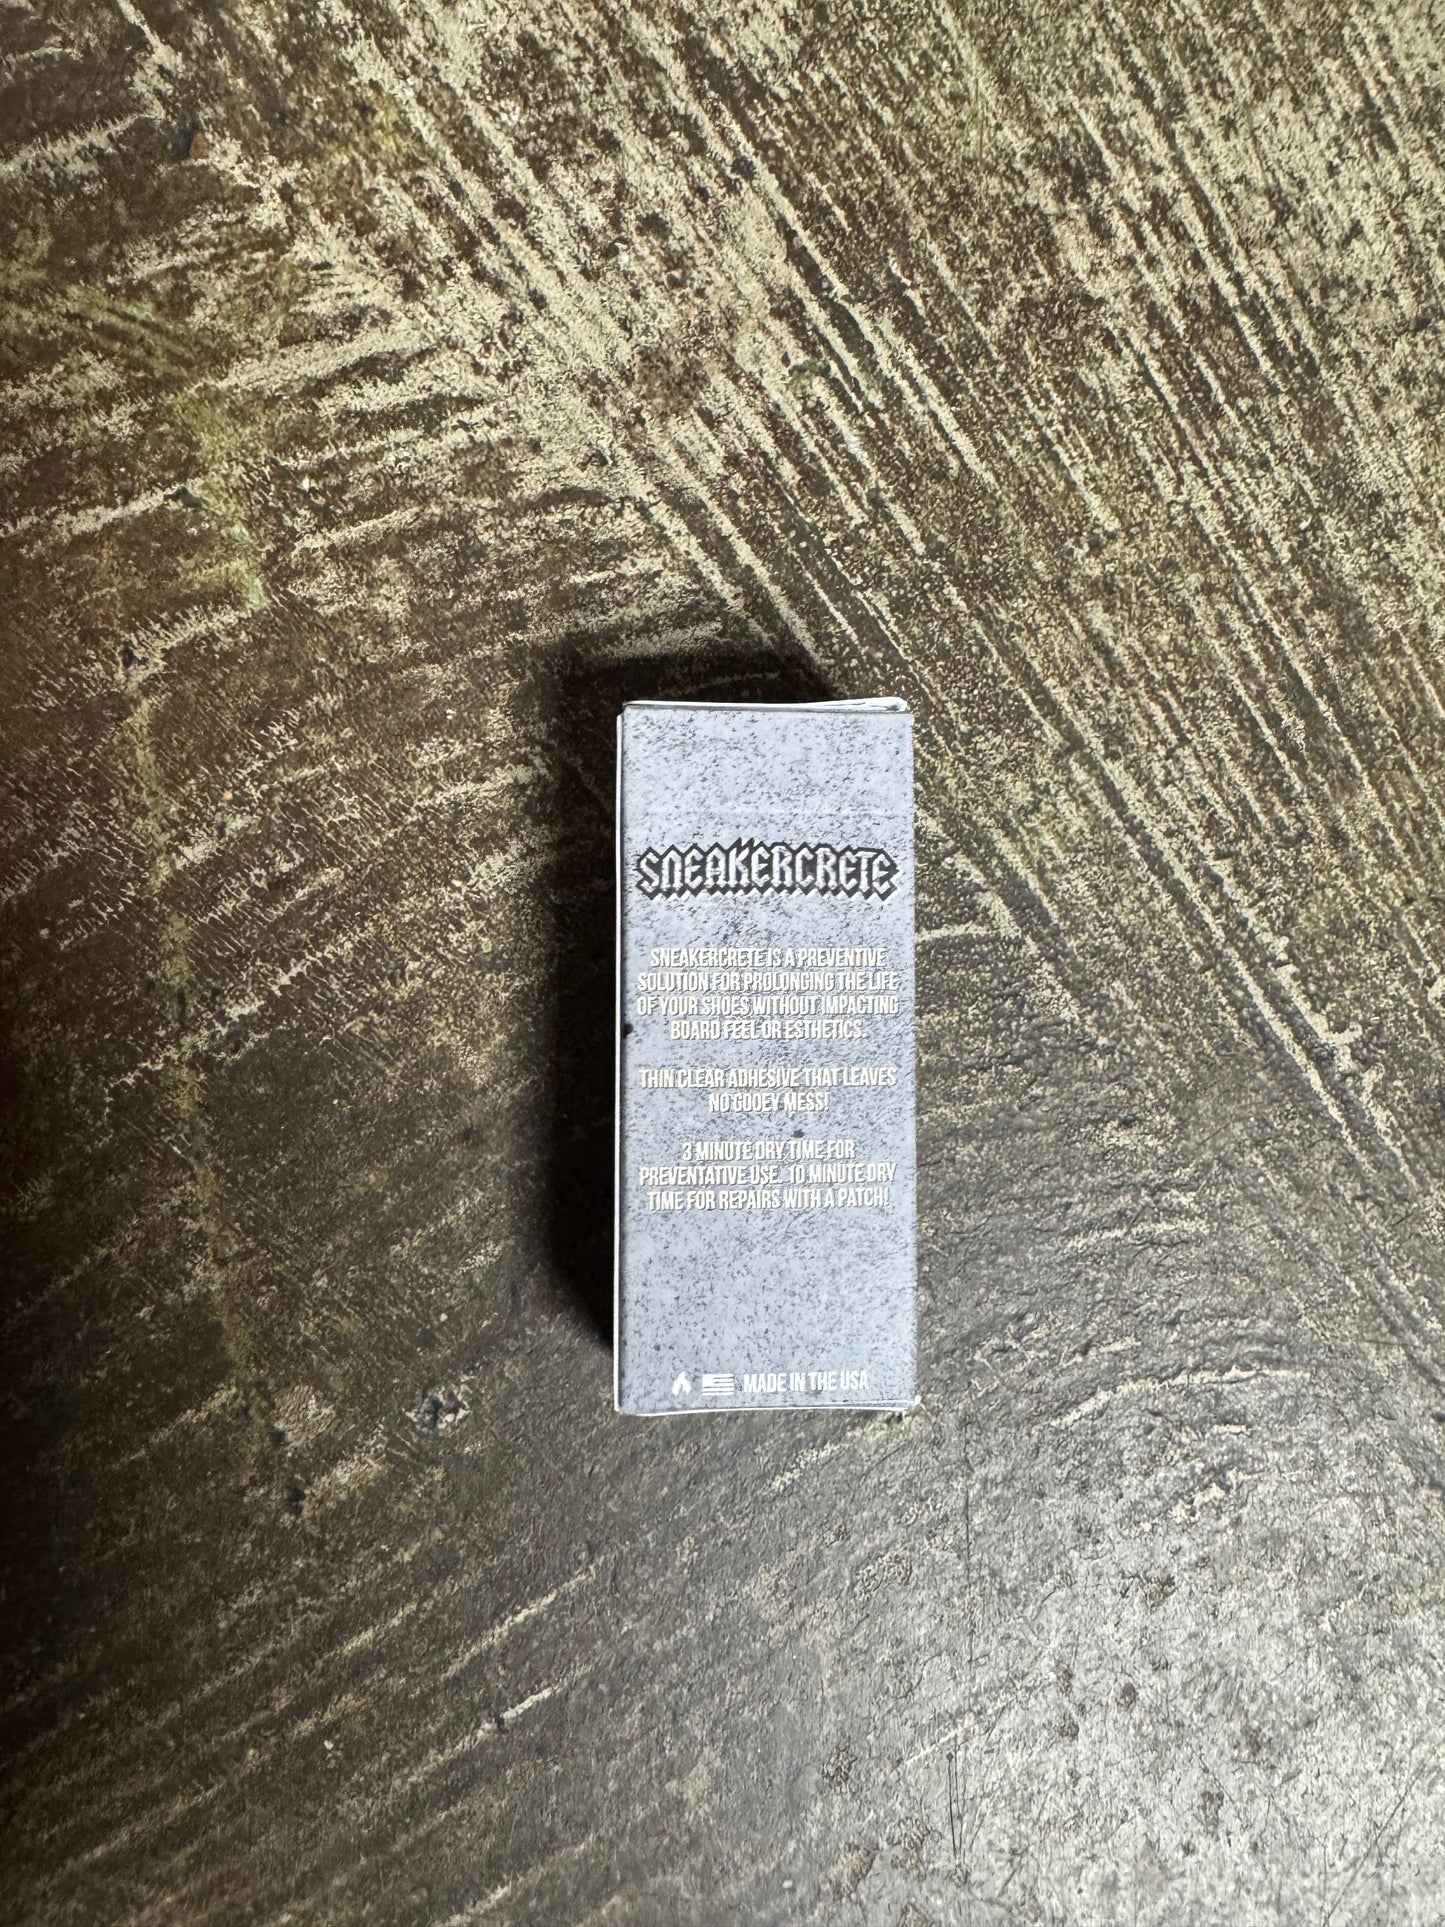 SNEAKERCRETE
SNEAKERCRETE IS A PREVENTIVE
SOLUTION FOR PROLONGING THE LIFE
OF YOUR SHOES WITHOUT IMPACTING
BOARD FEEL OR ESTHETICS.
THIN CLEAR ADHESIVE THAT LEAVES
NO GOOEY MESS!
3 MINUTE DRY TIME FOR
PREVENTATIVE USE. 10 MINUTE DRY
TIME FOR REPAIRS WITH A PATCH!
MADE IN THE USA